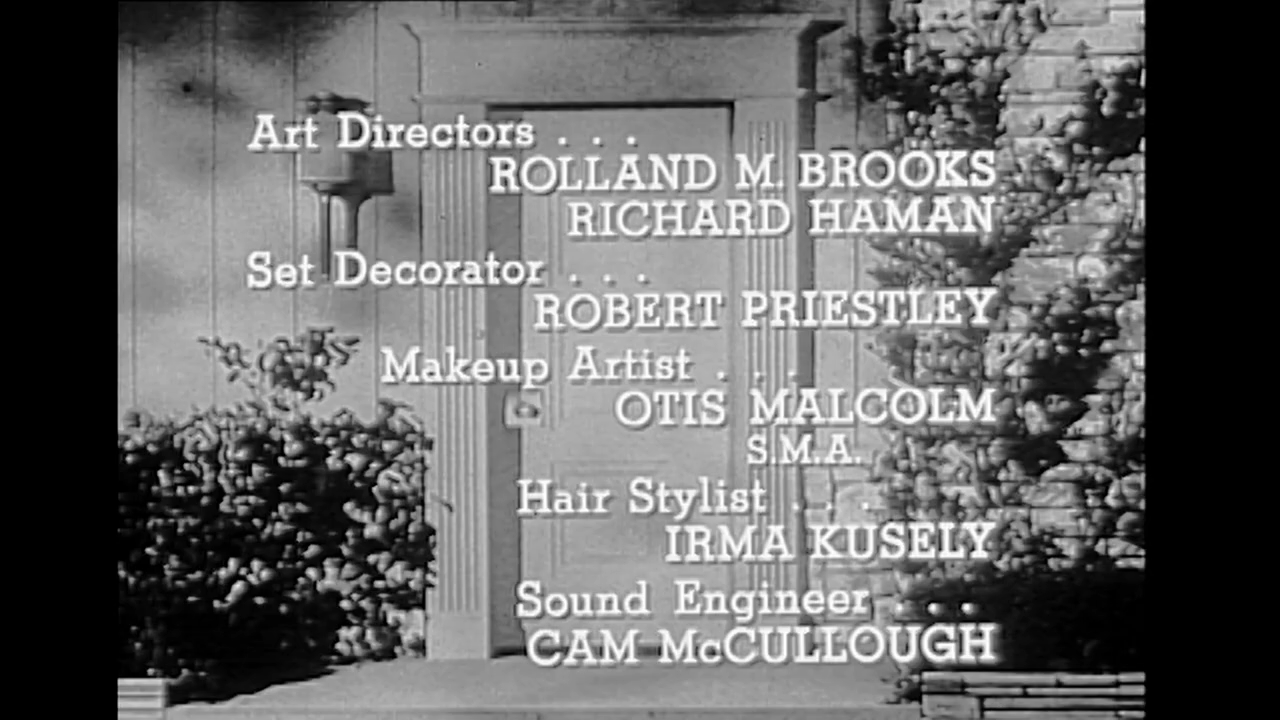 Art Directors . . .
ROLLAND M. BROOKS
RICHARD HAMAN
Set Decorator . . .
ROBERT PRIESTLEY
Makeup Artist . . .
OTIS MALCOLM
S.M.A.
Hair Stylist . . .
IRMA KUSELY
Sound Engineer . . .
CAM McCULLOUGH